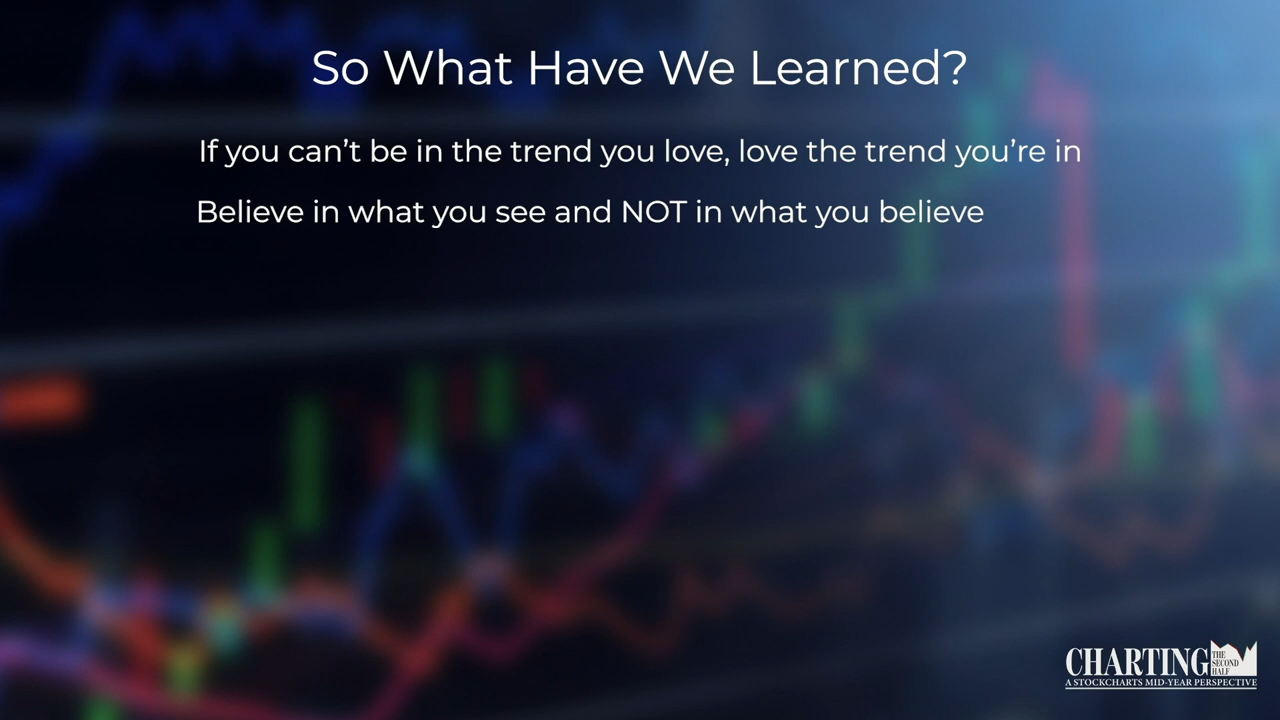 So What Have We Learned?
If you can't be in the trend you love, love the trend you're in
Believe in what you see and NOT in what you believe
CHARTING THE SECOND HALF
A STOCKCHARTS MID-YEAR PERSPECTIVE